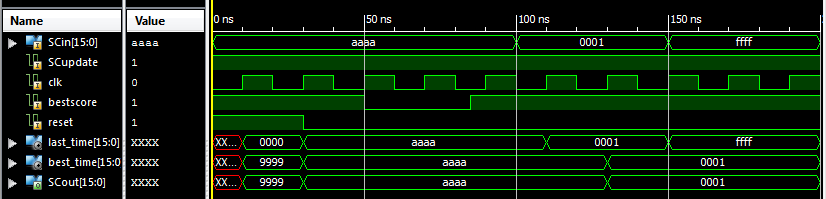 Name Value 0 ns 50 ns 100 ns 150 ns
SCin[15:0] aaaa aaaa 0001 ffff
SCupdate 1
clk 0
bestscore 1
reset 1
last_time[15:0] XXXX XX... 0000 aaaa 0001 ffff
best_time[15:0 XXXX XX... 9999 aaaa 0001
SCout[15:0] XXXX XX... 9999 aaaa 0001